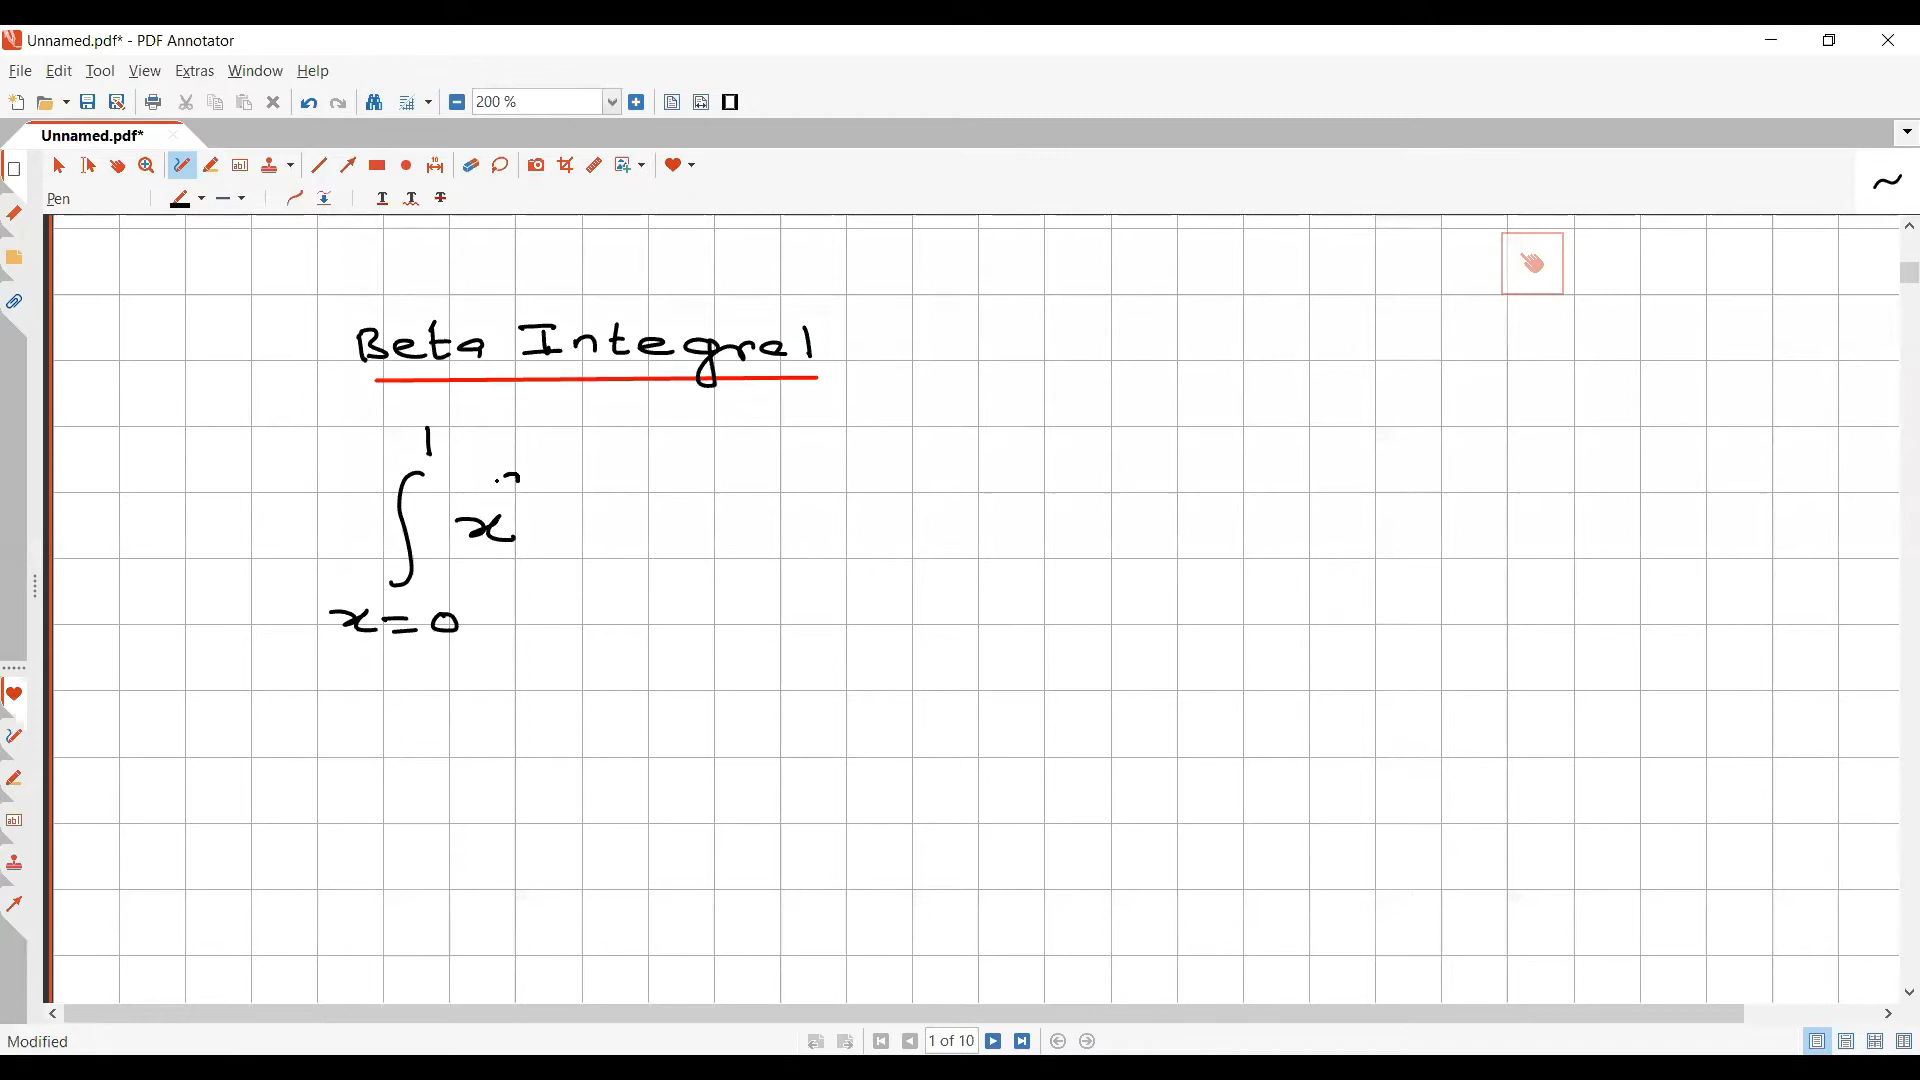 Unnamed.pdf* - PDF Annotator
File Edit Tool View Extras Window Help
200 %
Unnamed.pdf*
Pen
Beta Integral
1
∫ x
x = 0
Modified
1 of 10